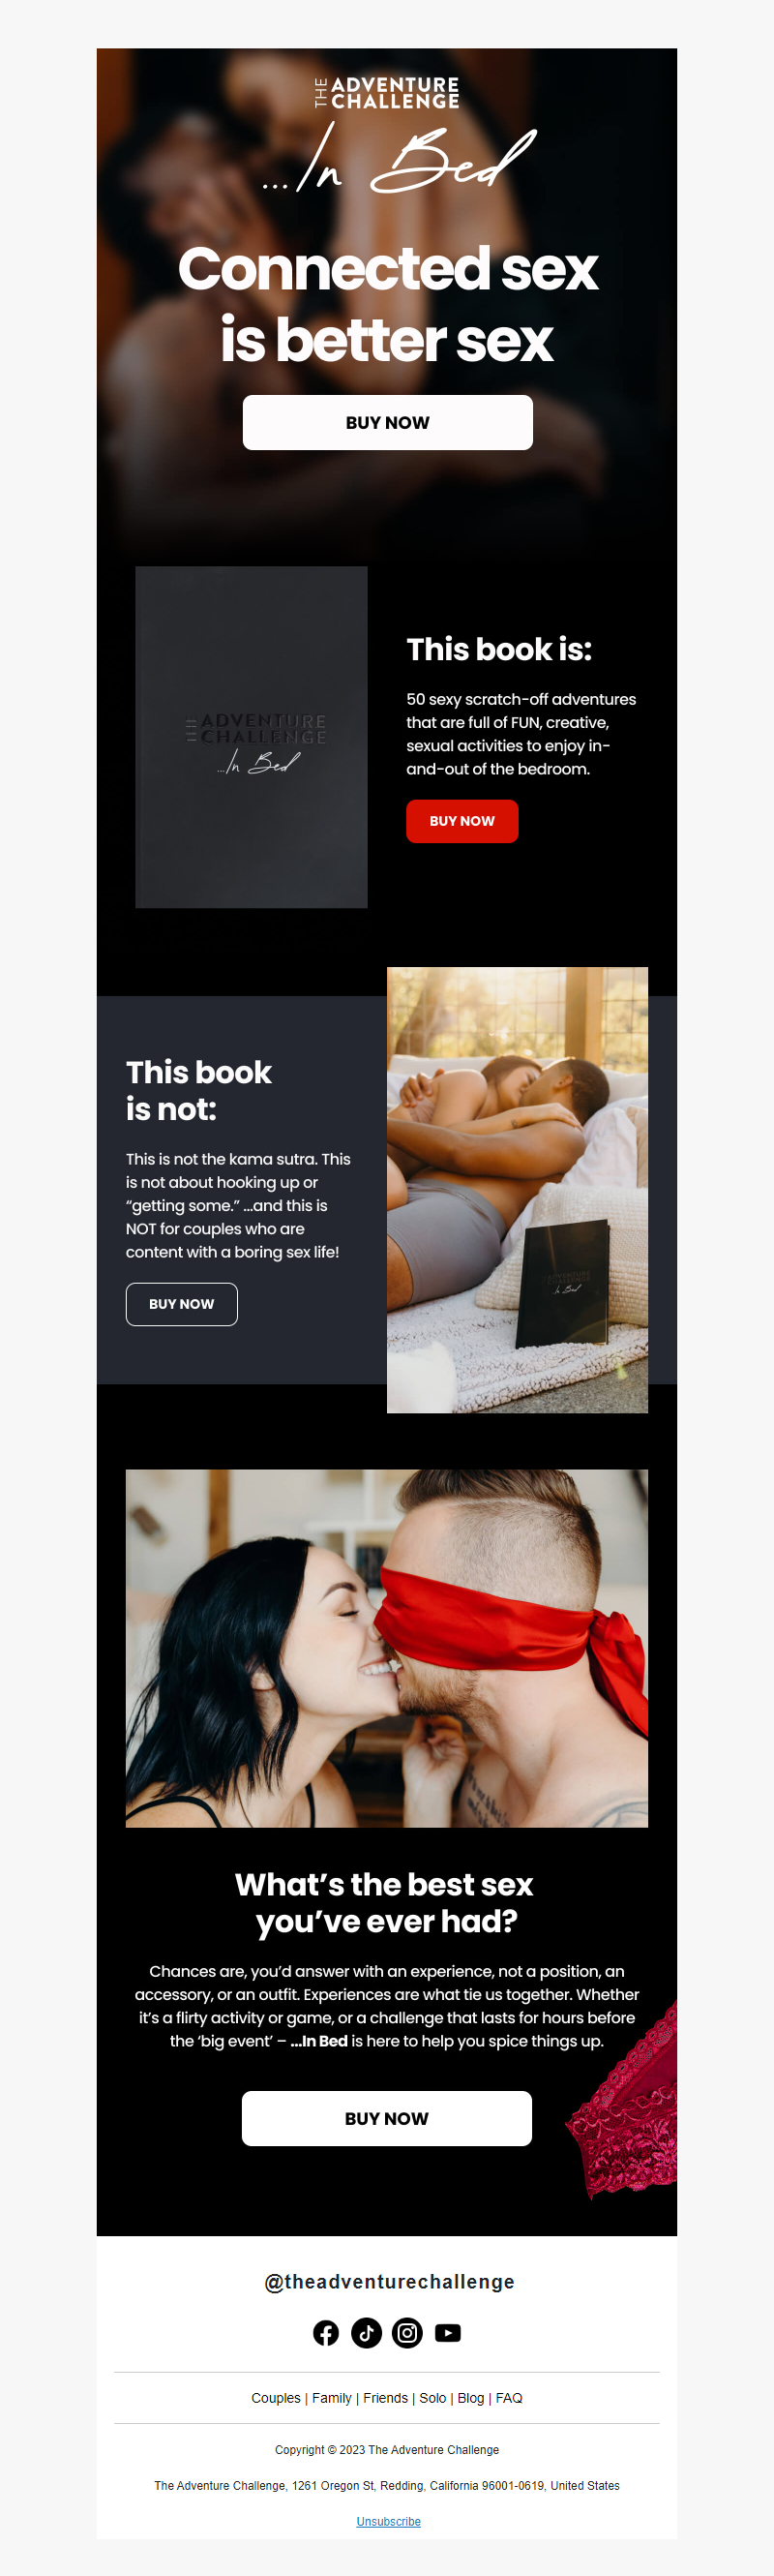 THE ADVENTURE
CHALLENGE
...In Bed
Connected sex
is better sex
BUY NOW
THE ADVENTURE
CHALLENGE
...In Bed
This book is:
50 sexy scratch-off adventures
that are full of FUN, creative,
sexual activities to enjoy in-
and-out of the bedroom.
BUY NOW
This book
is not:
This is not the kama sutra. This
is not about hooking up or
“getting some.” ...and this is
NOT for couples who are
content with a boring sex life!
BUY NOW
ADVENTURE
CHALLENGE
...In Bed
What’s the best sex
you’ve ever had?
Chances are, you’d answer with an experience, not a position, an
accessory, or an outfit. Experiences are what tie us together. Whether
it’s a flirty activity or game, or a challenge that lasts for hours before
the ‘big event’ – ...In Bed is here to help you spice things up.
BUY NOW
@theadventurechallenge
Couples | Family | Friends | Solo | Blog | FAQ
Copyright © 2023 The Adventure Challenge
The Adventure Challenge, 1261 Oregon St, Redding, California 96001-0619, United States
Unsubscribe